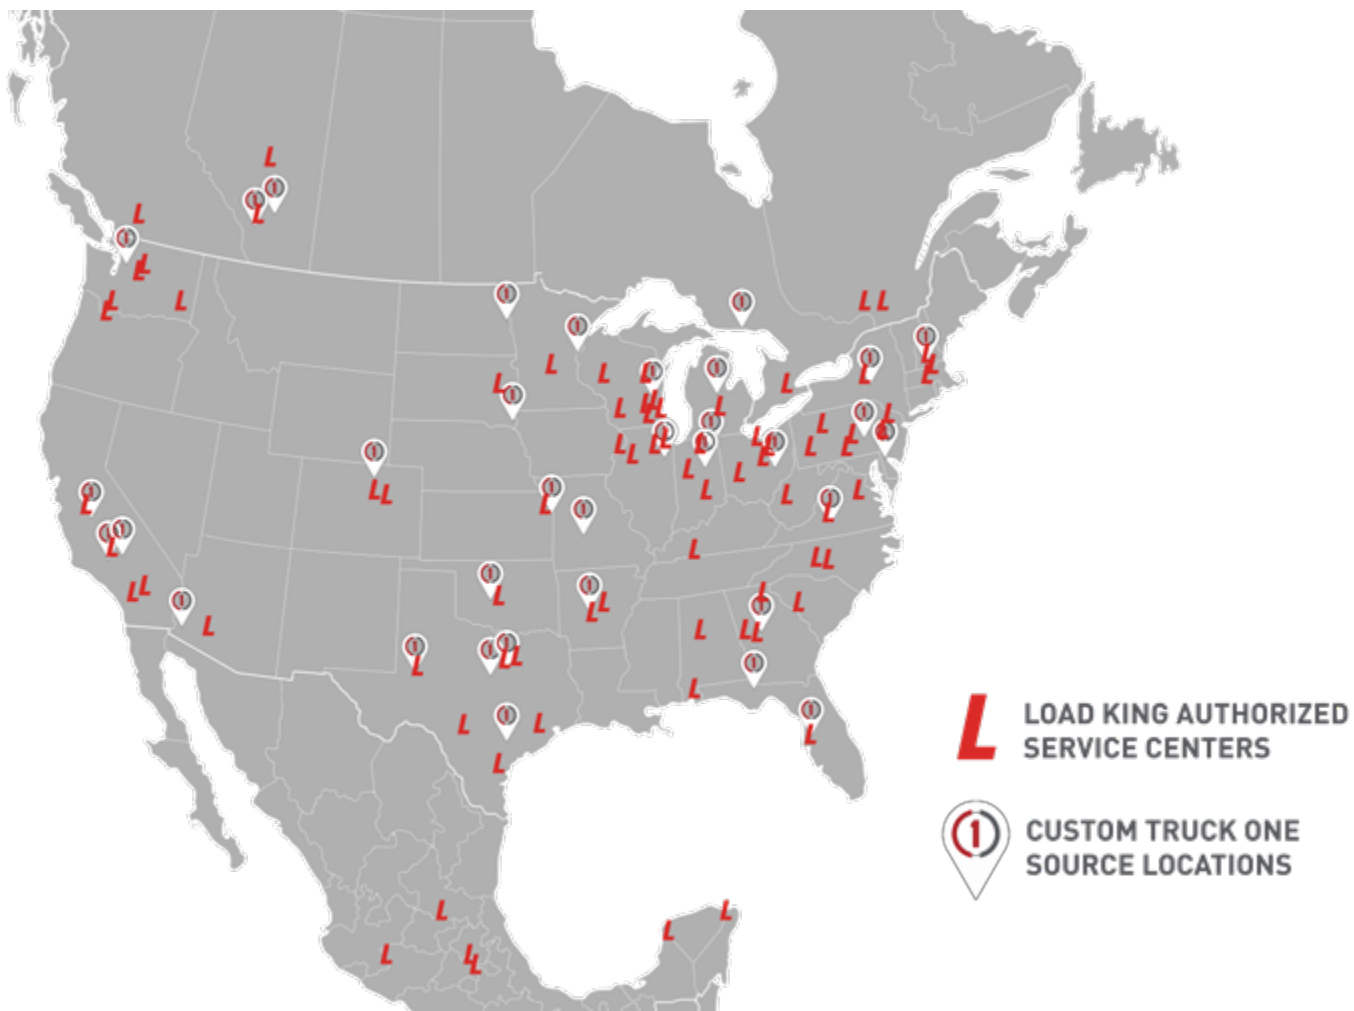 LOAD KING AUTHORIZED
SERVICE CENTERS
CUSTOM TRUCK ONE
SOURCE LOCATIONS